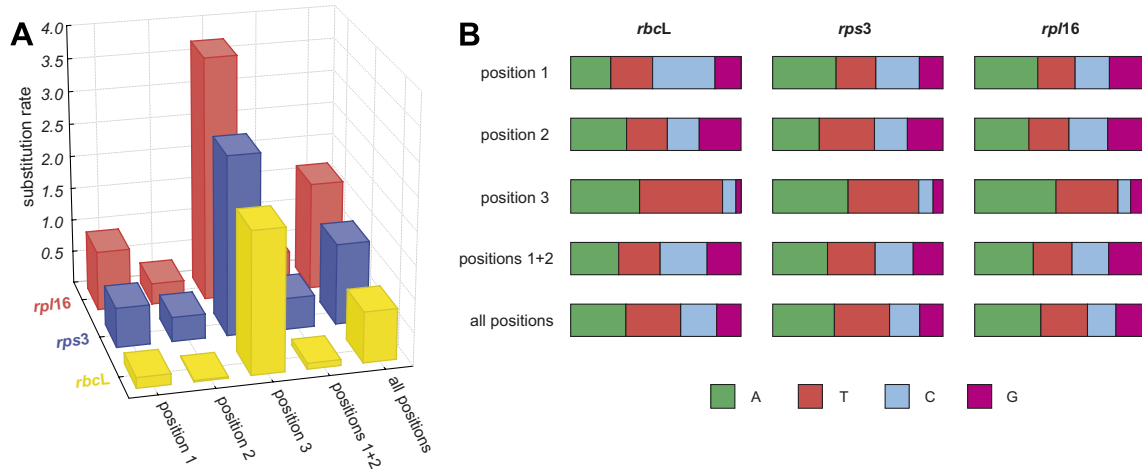 A
4.0
3.5
3.0
2.5
2.0
1.5
1.0
0.5
substitution rate
rpl16
rps3
rbcL
position 1
position 2
position 3
positions 1+2
all positions
B
rbcL rps3 rpl16
position 1
position 2
position 3
positions 1+2
all positions
A T C G